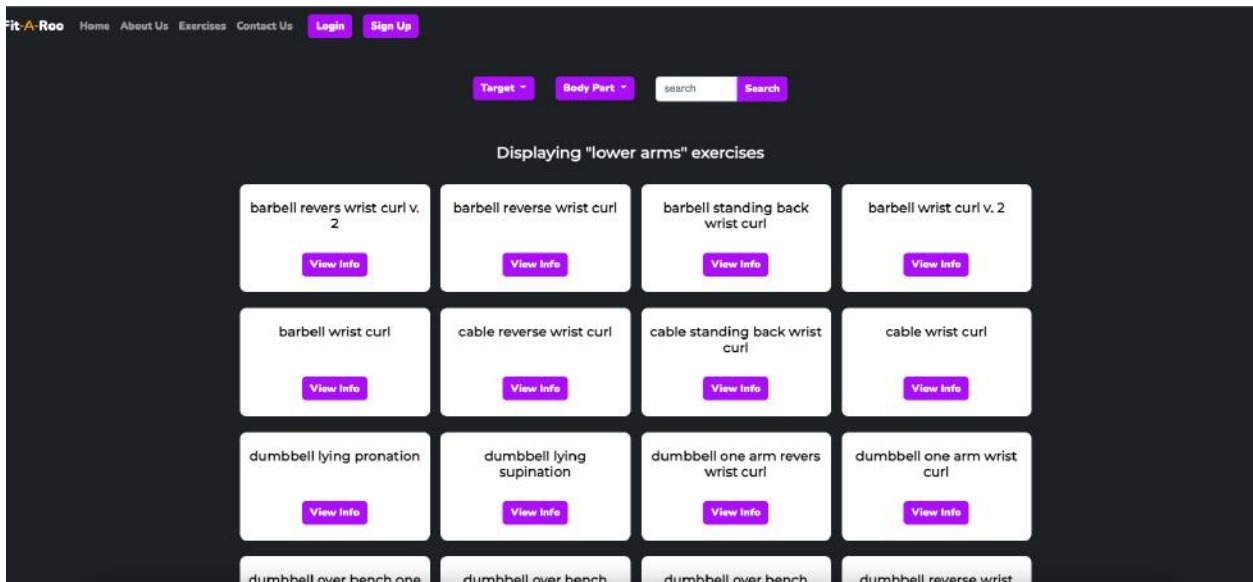 Fit-A-Roo Home About Us Exercises Contact Us Login Sign Up
Target Body Part search Search
Displaying "lower arms" exercises
barbell revers wrist curl v.
2
View Info
barbell reverse wrist curl
View Info
barbell standing back
wrist curl
View Info
barbell wrist curl v. 2
View Info
barbell wrist curl
View Info
cable reverse wrist curl
View Info
cable standing back wrist
curl
View Info
cable wrist curl
View Info
dumbbell lying pronation
View Info
dumbbell lying
supination
View Info
dumbbell one arm revers
wrist curl
View Info
dumbbell one arm wrist
curl
View Info
dumbbell over bench one
dumbbell over bench
dumbbell over bench
dumbbell reverse wrist